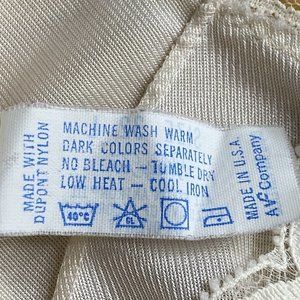 MADE WITH
DUPONT NYLON
MACHINE WASH WARM
DARK COLORS SEPARATELY
NO BLEACH - TUMBLE DRY
LOW HEAT - COOL IRON
40°C
CL
MADE IN U.S.A
Company